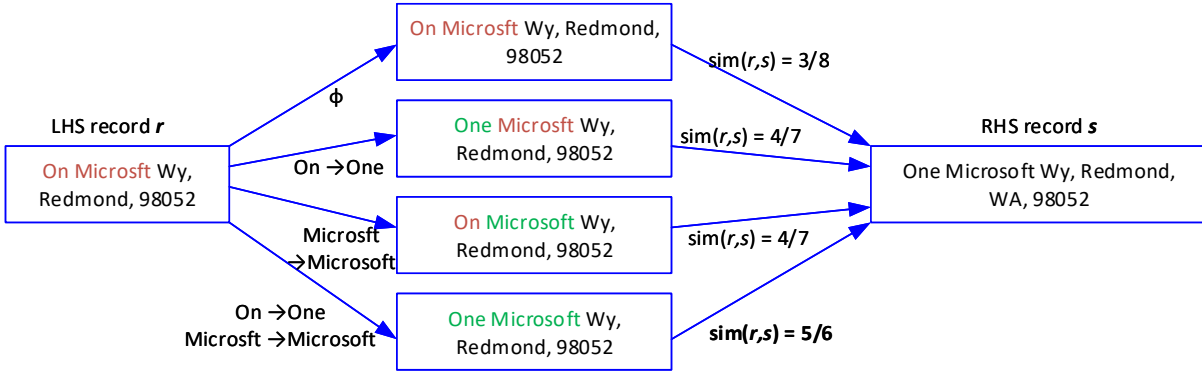 On Microsft Wy, Redmond,
98052
sim(r,s) = 3/8
ϕ
LHS record r
On Microsft Wy,
Redmond, 98052
One Microsft Wy,
Redmond, 98052
On →One
sim(r,s) = 4/7
RHS record s
One Microsoft Wy, Redmond,
WA, 98052
On Microsoft Wy,
Redmond, 98052
Microsft
→Microsoft
sim(r,s) = 4/7
On →One
Microsft →Microsoft
One Microsoft Wy,
Redmond, 98052
sim(r,s) = 5/6